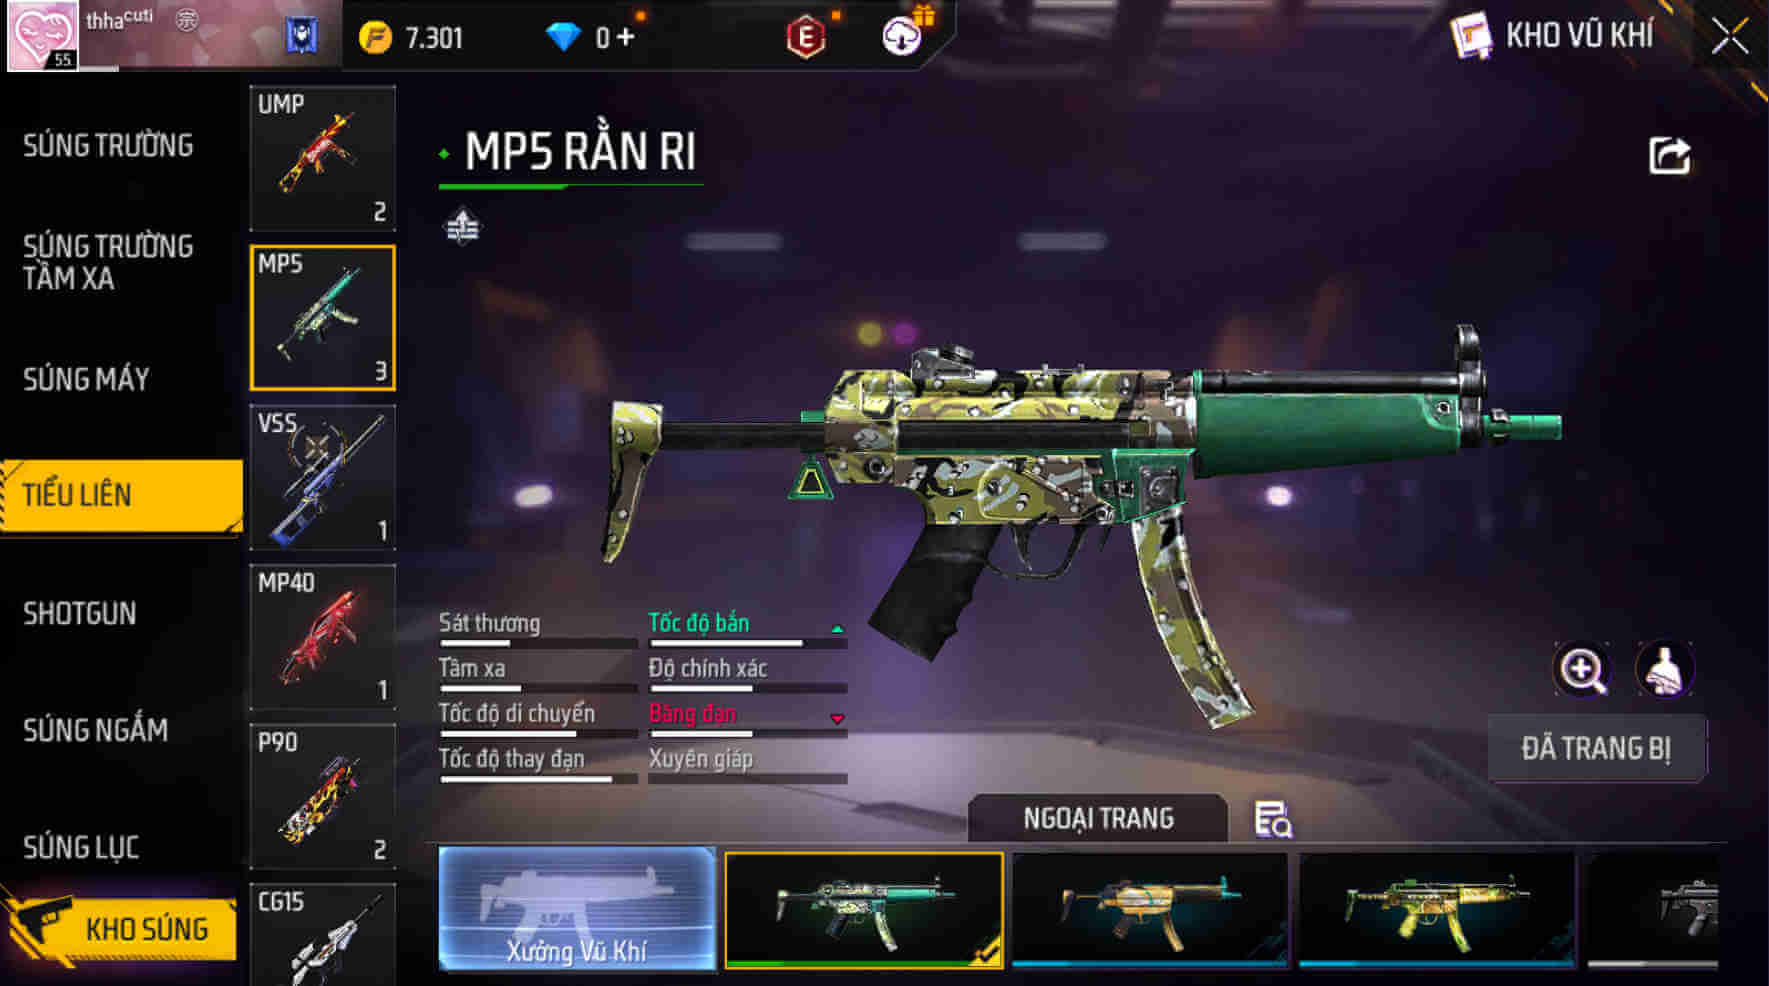 thhacuti 宗
55
7.301
0 +
E
KHO VŨ KHÍ
SÚNG TRƯỜNG
SÚNG TRƯỜNG
TẦM XA
SÚNG MÁY
TIỂU LIÊN
SHOTGUN
SÚNG NGẮM
SÚNG LỤC
KHO SÚNG
UMP
2
MP5
3
VSS
1
MP40
1
P90
2
CG15
MP5 RẰN RI
Sát thương
Tốc độ bắn
Tầm xa
Độ chính xác
Tốc độ di chuyển
Băng đạn
Tốc độ thay đạn
Xuyên giáp
ĐÃ TRANG BỊ
NGOẠI TRANG
Xưởng Vũ Khí